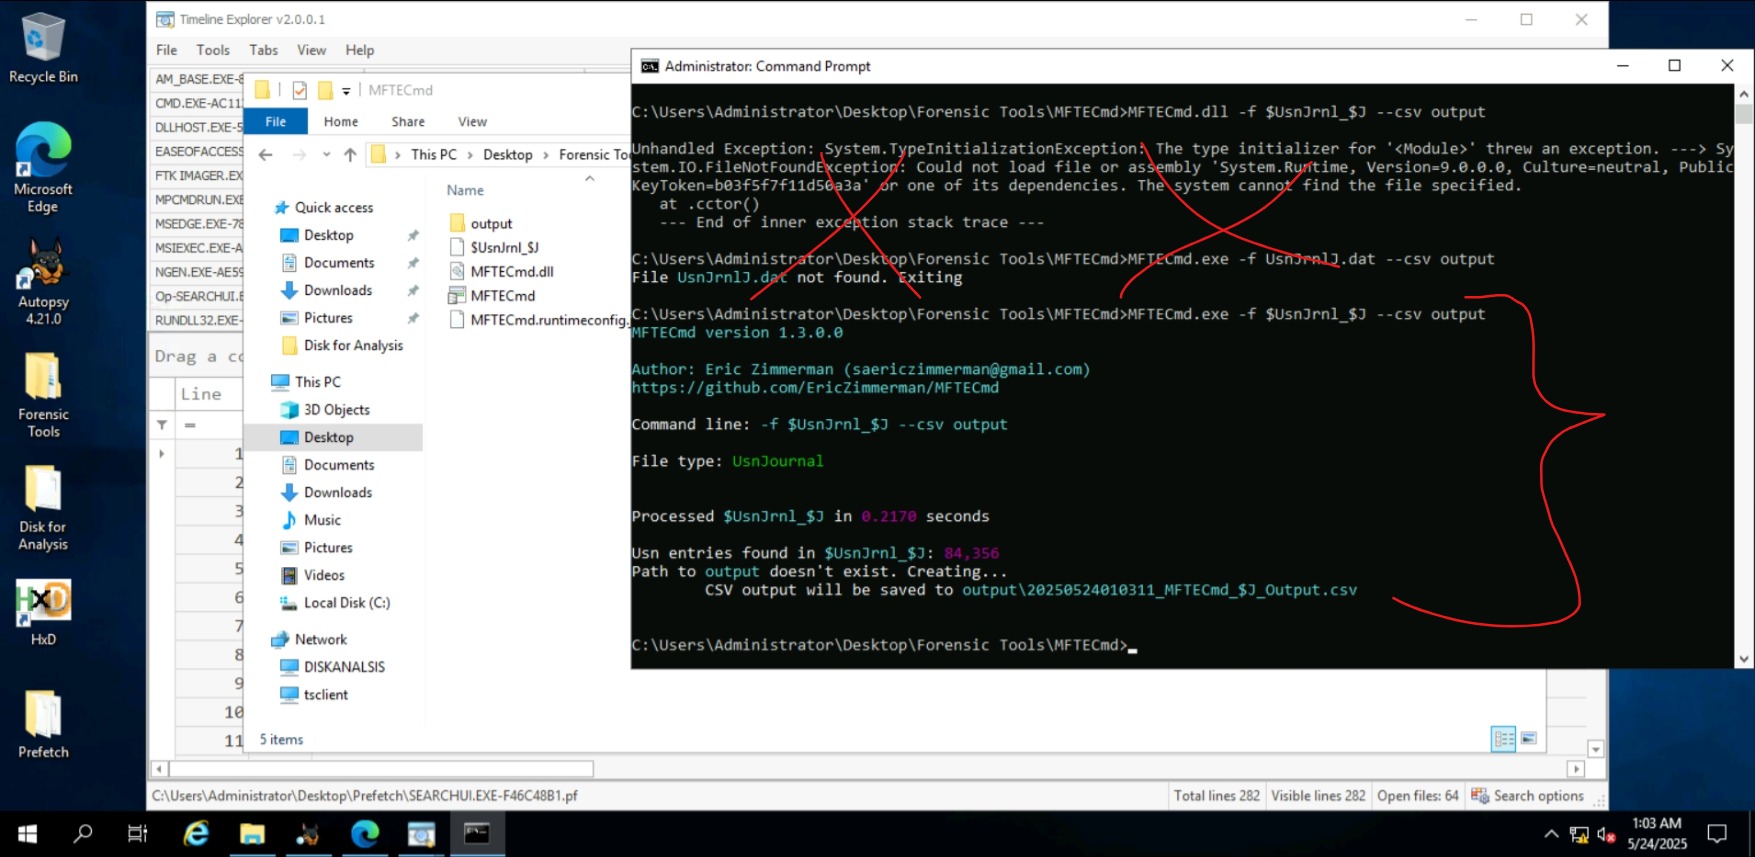 Recycle Bin
Microsoft
Edge
Autopsy
4.21.0
Forensic
Tools
Disk for
Analysis
HxD
HxD
Prefetch
Timeline Explorer v2.0.0.1
File Tools Tabs View Help
AM_BASE.EXE-8
CMD.EXE-AC11
DLLHOST.EXE-5
EASEOFACCESS
FTK IMAGER.EX
MPCMDRUN.EX
MSEDGE.EXE-78
MSIEXEC.EXE-A
NGEN.EXE-AE59
Op-SEARCHUI.E
RUNDLL32.EXE-
Drag a co
Line
=
1
2
3
4
5
6
7
8
9
10
11
MFTECmd
File Home Share View
This PC > Desktop > Forensic To
Name
Quick access
Desktop
Documents
Downloads
Pictures
Disk for Analysis
This PC
3D Objects
Desktop
Documents
Downloads
Music
Pictures
Videos
Local Disk (C:)
Network
DISKANALSIS
tsclient
output
$UsnJrnl_$J
MFTECmd.dll
MFTECmd
MFTECmd.runtimeconfig.
5 items
Administrator: Command Prompt
C:\Users\Administrator\Desktop\Forensic Tools\MFTECmd>MFTECmd.dll -f $UsnJrnl_$J --csv output
Unhandled Exception: System.TypeInitializationException: The type initializer for '<Module>' threw an exception. ---> Sy
stem.IO.FileNotFoundException: Could not load file or assembly 'System.Runtime, Version=9.0.0.0, Culture=neutral, Public
KeyToken=b03f5f7f11d50a3a' or one of its dependencies. The system cannot find the file specified.
at .cctor()
--- End of inner exception stack trace ---
C:\Users\Administrator\Desktop\Forensic Tools\MFTECmd>MFTECmd.exe -f UsnJrnlJ.dat --csv output
File UsnJrnlJ.dat not found. Exiting
C:\Users\Administrator\Desktop\Forensic Tools\MFTECmd>MFTECmd.exe -f $UsnJrnl_$J --csv output
MFTECmd version 1.3.0.0
Author: Eric Zimmerman (saericzimmerman@gmail.com)
https://github.com/EricZimmerman/MFTECmd
Command line: -f $UsnJrnl_$J --csv output
File type: UsnJournal
Processed $UsnJrnl_$J in 0.2170 seconds
Usn entries found in $UsnJrnl_$J: 84,356
Path to output doesn't exist. Creating...
CSV output will be saved to output\20250524010311_MFTECmd_$J_Output.csv
C:\Users\Administrator\Desktop\Forensic Tools\MFTECmd>
C:\Users\Administrator\Desktop\Prefetch\SEARCHUI.EXE-F46C48B1.pf
Total lines 282 Visible lines 282 Open files: 64 Search options
1:03 AM
5/24/2025